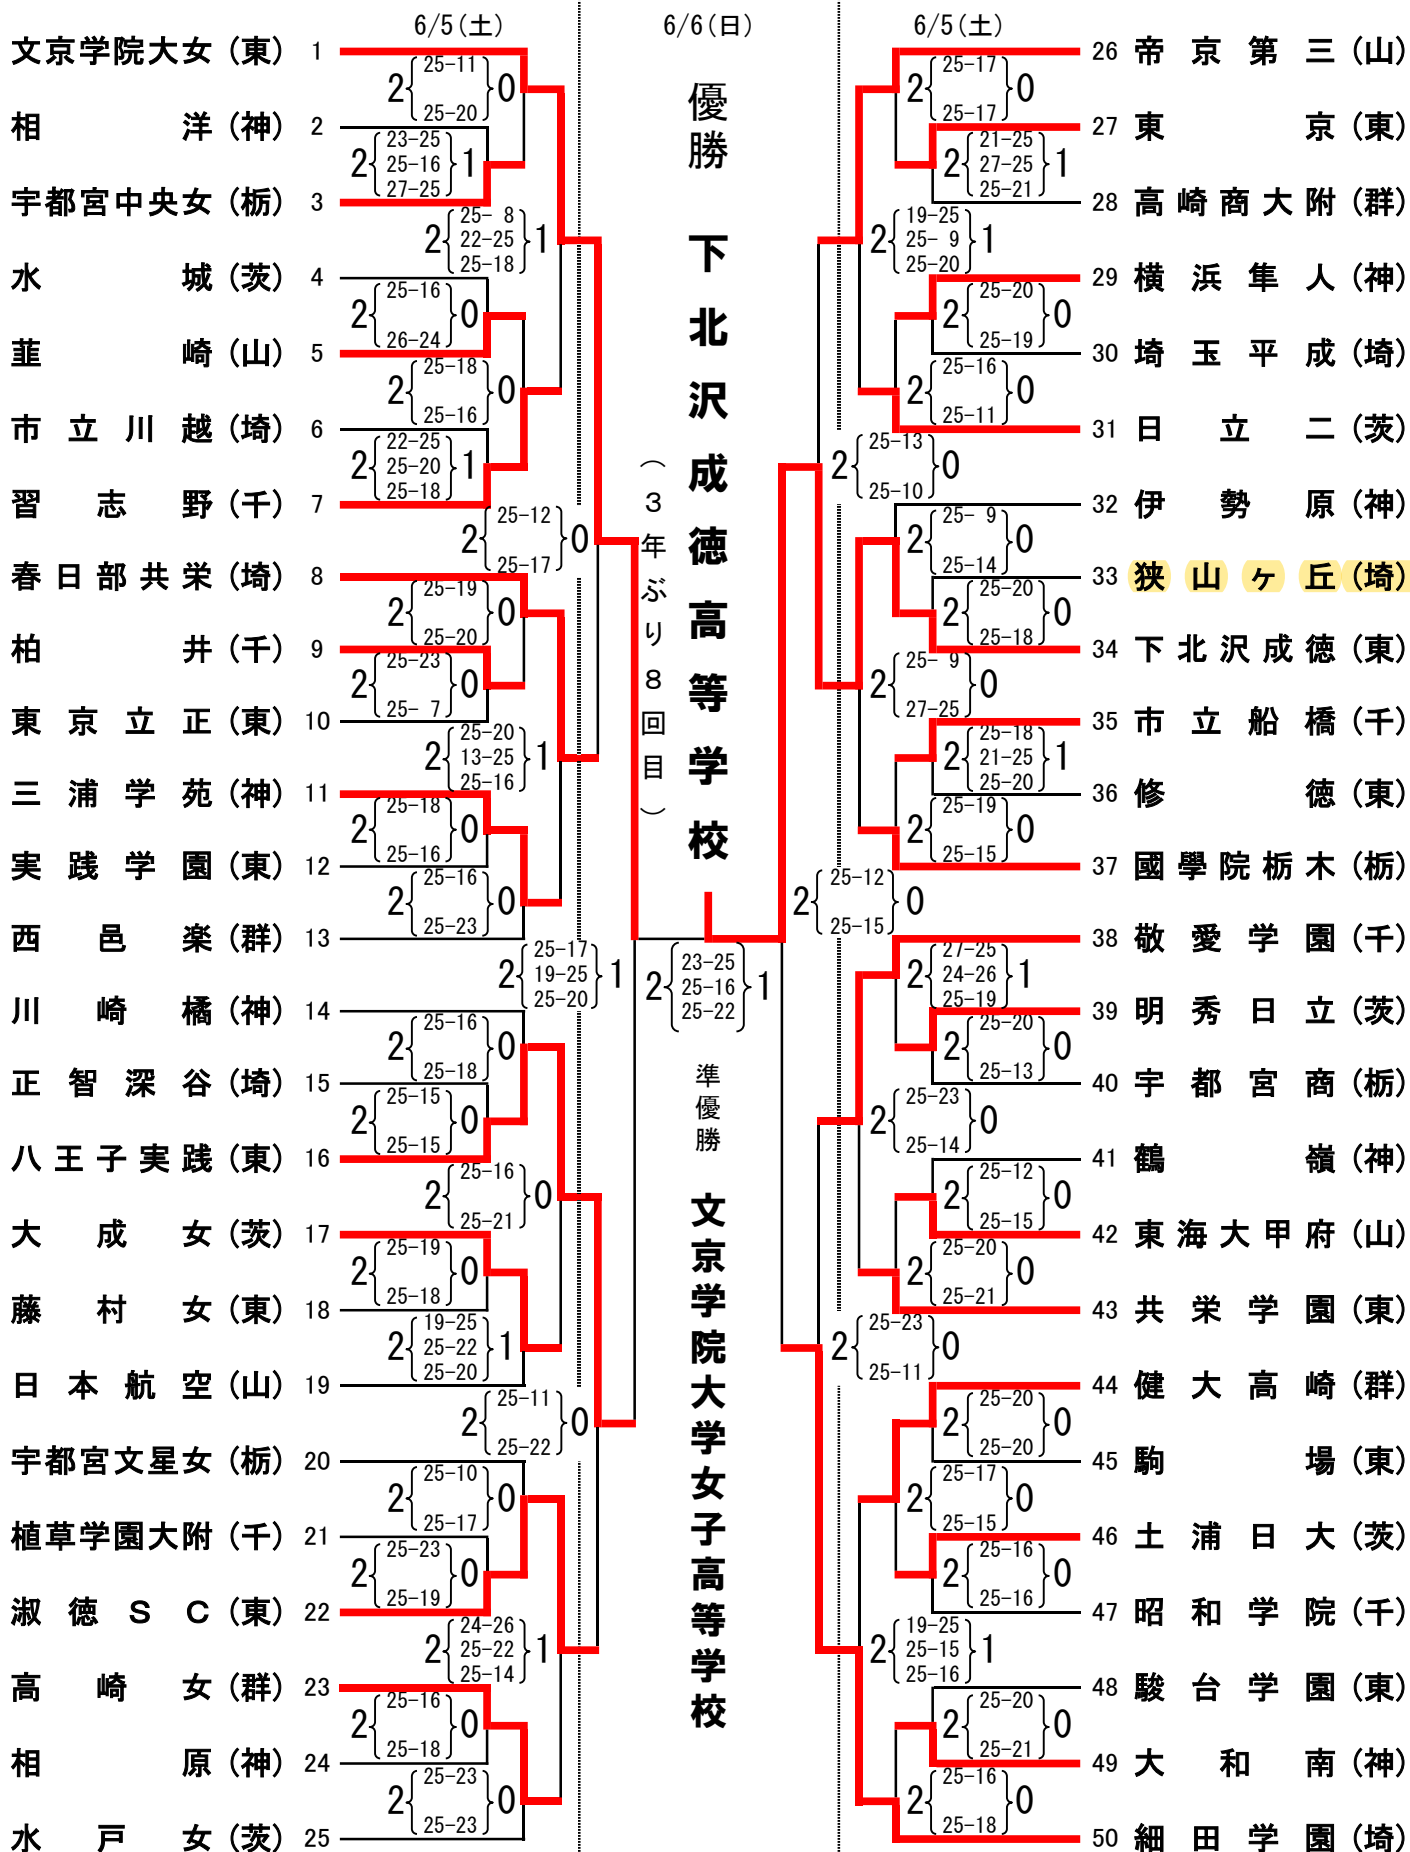 6/5(土)
6/6(日)
6/5(土)
文京学院大女(東) 1
相洋(神) 2
宇都宮中央女(栃) 3
水城(茨) 4
韮崎(山) 5
市立川越(埼) 6
習志野(千) 7
春日部共栄(埼) 8
柏井(千) 9
東京立正(東) 10
三浦学苑(神) 11
実践学園(東) 12
西邑楽(群) 13
川崎橘(神) 14
正智深谷(埼) 15
八王子実践(東) 16
大成女(茨) 17
藤村女(東) 18
日本航空(山) 19
宇都宮文星女(栃) 20
植草学園大附(千) 21
淑徳SC(東) 22
高崎女(群) 23
相原(神) 24
水戸女(茨) 25
2 25-11 25-20 0
2 23-25 25-16 27-25 1
2 25- 8 22-25 25-18 1
2 25-16 26-24 0
2 25-18 25-16 0
2 22-25 25-20 25-18 1
2 25-12 25-17 0
2 25-19 25-20 0
2 25-23 25- 7 0
2 25-20 13-25 25-16 1
2 25-18 25-16 0
2 25-16 25-23 0
2 25-17 19-25 25-20 1
2 25-16 25-18 0
2 25-15 25-15 0
2 25-16 25-21 0
2 25-19 25-18 0
2 19-25 25-22 25-20 1
2 25-11 25-22 0
2 25-10 25-17 0
2 25-23 25-19 0
2 24-26 25-22 25-14 1
2 25-16 25-18 0
2 25-23 25-23 0
優勝 下北沢成徳高等学校
(3年ぶり8回目)
2 23-25 25-16 25-22 1
準優勝 文京学院大学女子高等学校
2 25-17 25-17 0
2 21-25 27-25 25-21 1
2 19-25 25- 9 25-20 1
2 25-20 25-19 0
2 25-16 25-11 0
2 25-13 25-10 0
2 25- 9 25-14 0
2 25-20 25-18 0
2 25- 9 27-25 0
2 25-18 21-25 25-20 1
2 25-19 25-15 0
2 25-12 25-15 0
2 27-25 24-26 25-19 1
2 25-20 25-13 0
2 25-23 25-14 0
2 25-12 25-15 0
2 25-20 25-21 0
2 25-23 25-11 0
2 25-20 25-20 0
2 25-17 25-15 0
2 25-16 25-16 0
2 19-25 25-15 25-16 1
2 25-20 25-21 0
2 25-16 25-18 0
26 帝京第三(山)
27 東京(東)
28 高崎商大附(群)
29 横浜隼人(神)
30 埼玉平成(埼)
31 日立二(茨)
32 伊勢原(神)
33 狭山ヶ丘(埼)
34 下北沢成徳(東)
35 市立船橋(千)
36 修徳(東)
37 國學院栃木(栃)
38 敬愛学園(千)
39 明秀日立(茨)
40 宇都宮商(栃)
41 鶴嶺(神)
42 東海大甲府(山)
43 共栄学園(東)
44 健大高崎(群)
45 駒場(東)
46 土浦日大(茨)
47 昭和学院(千)
48 駿台学園(東)
49 大和南(神)
50 細田学園(埼)